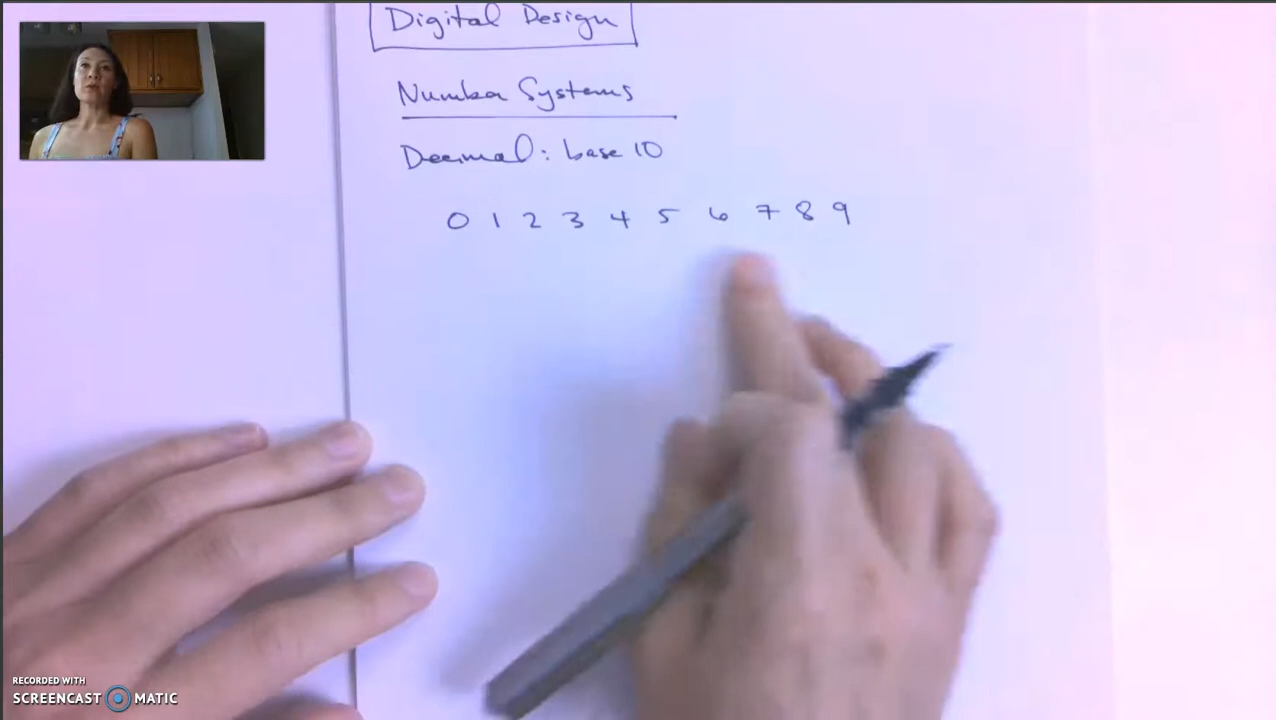 Digital Design
Number Systems
Decimal: base 10
0 1 2 3 4 5 6 7 8 9
RECORDED WITH
SCREENCAST MATIC